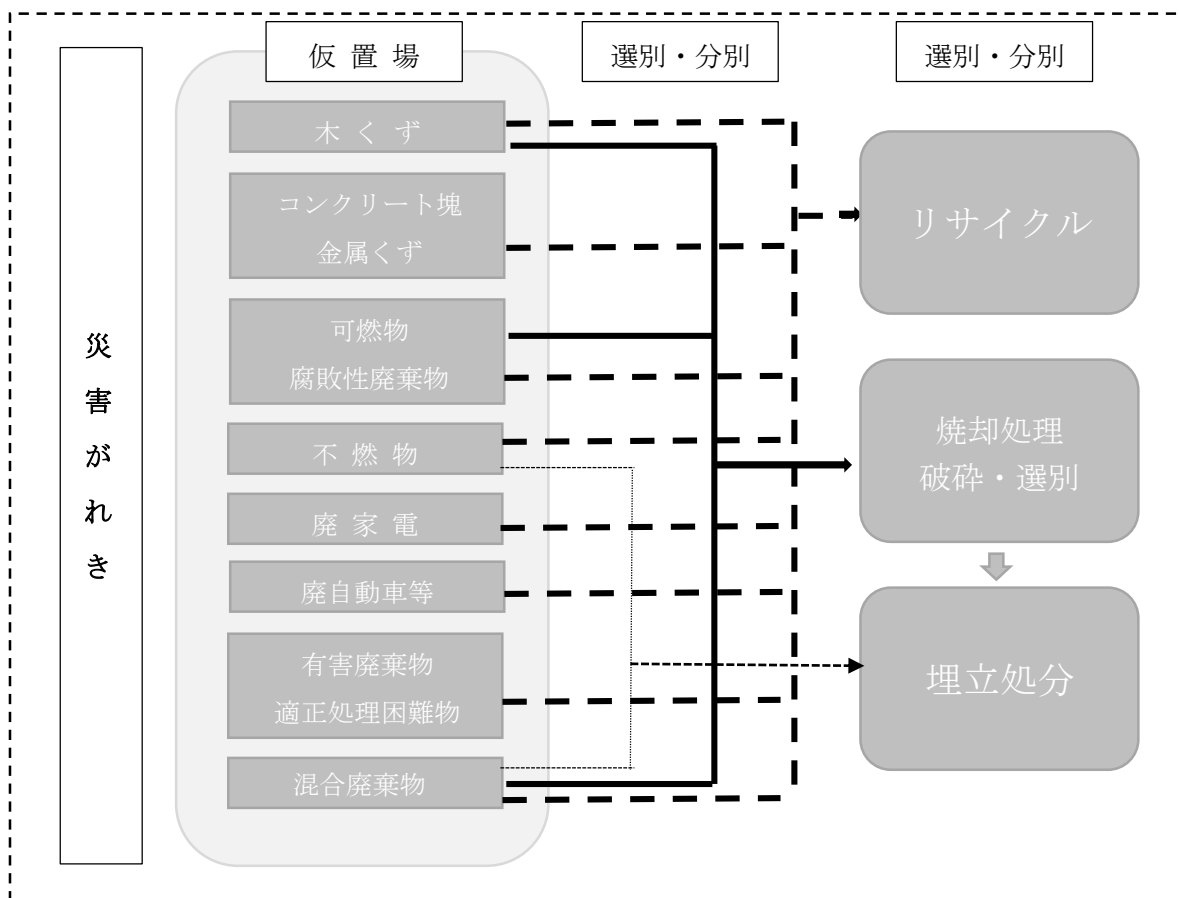 仮 置 場
選別・分別
選別・分別
災害がれき
木 く ず
コンクリート塊
金属くず
可燃物
腐敗性廃棄物
不 燃 物
廃 家 電
廃自動車等
有害廃棄物
適正処理困難物
混合廃棄物
リサイクル
焼却処理
破砕・選別
埋立処分